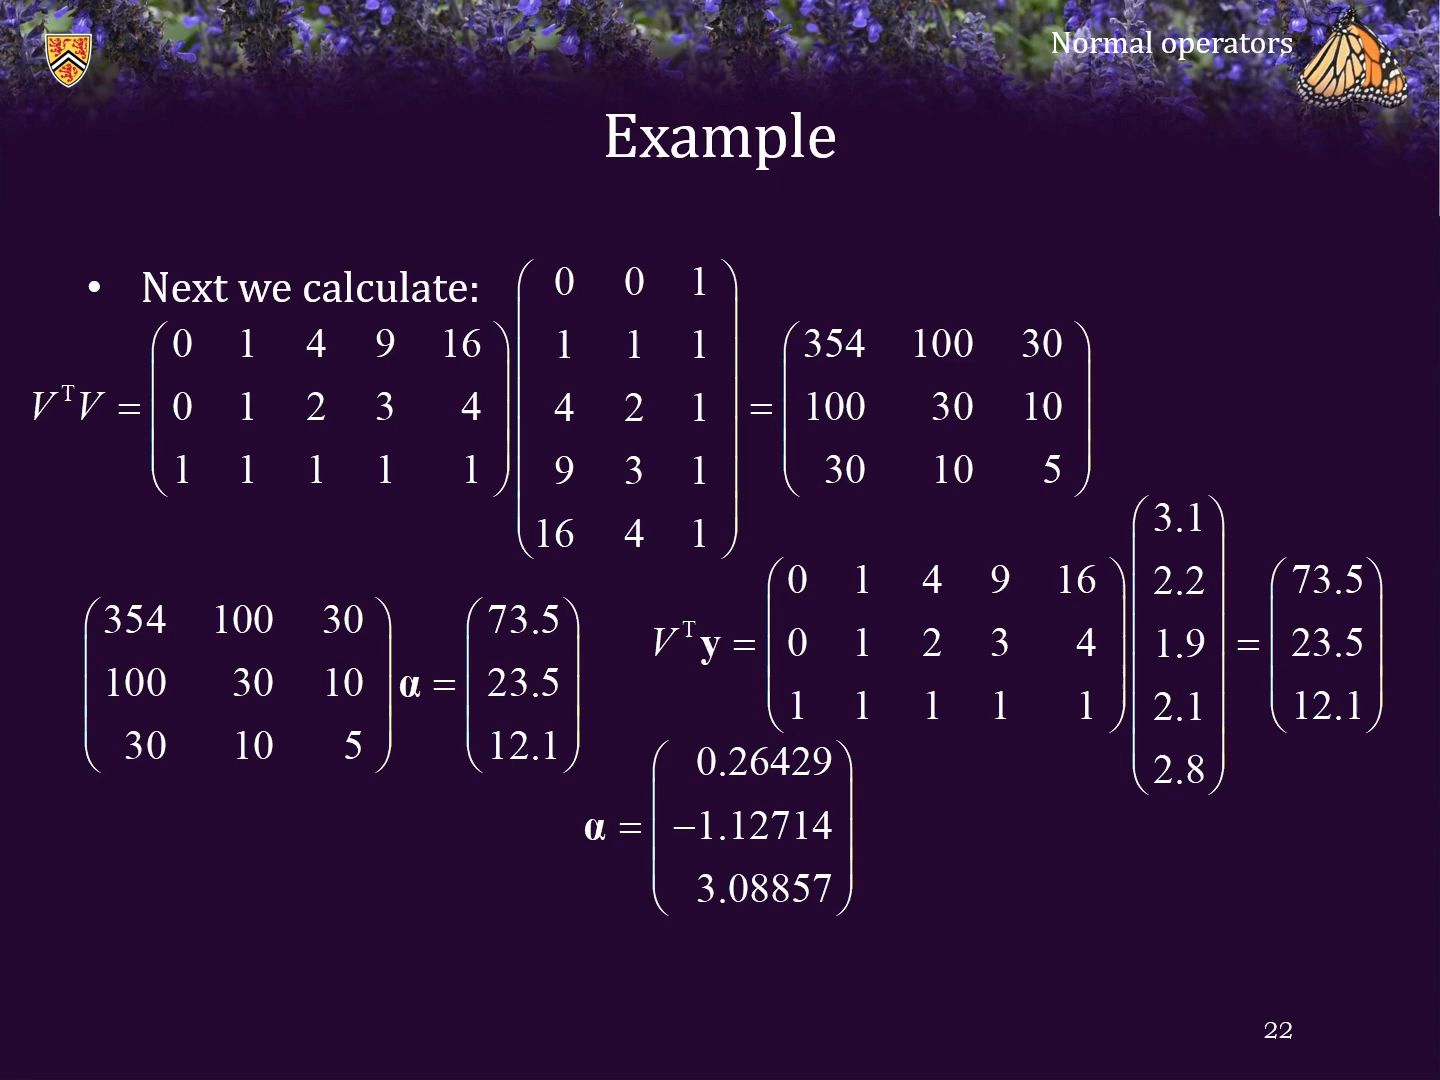 Normal operators
Example
• Next we calculate:
V^T V = ( 0 1 4 9 16 ; 0 1 2 3 4 ; 1 1 1 1 1 ) ( 0 0 1 ; 1 1 1 ; 4 2 1 ; 9 3 1 ; 16 4 1 ) = ( 354 100 30 ; 100 30 10 ; 30 10 5 )
V^T y = ( 0 1 4 9 16 ; 0 1 2 3 4 ; 1 1 1 1 1 ) ( 3.1 ; 2.2 ; 1.9 ; 2.1 ; 2.8 ) = ( 73.5 ; 23.5 ; 12.1 )
( 354 100 30 ; 100 30 10 ; 30 10 5 ) α = ( 73.5 ; 23.5 ; 12.1 )
α = ( 0.26429 ; −1.12714 ; 3.08857 )
22